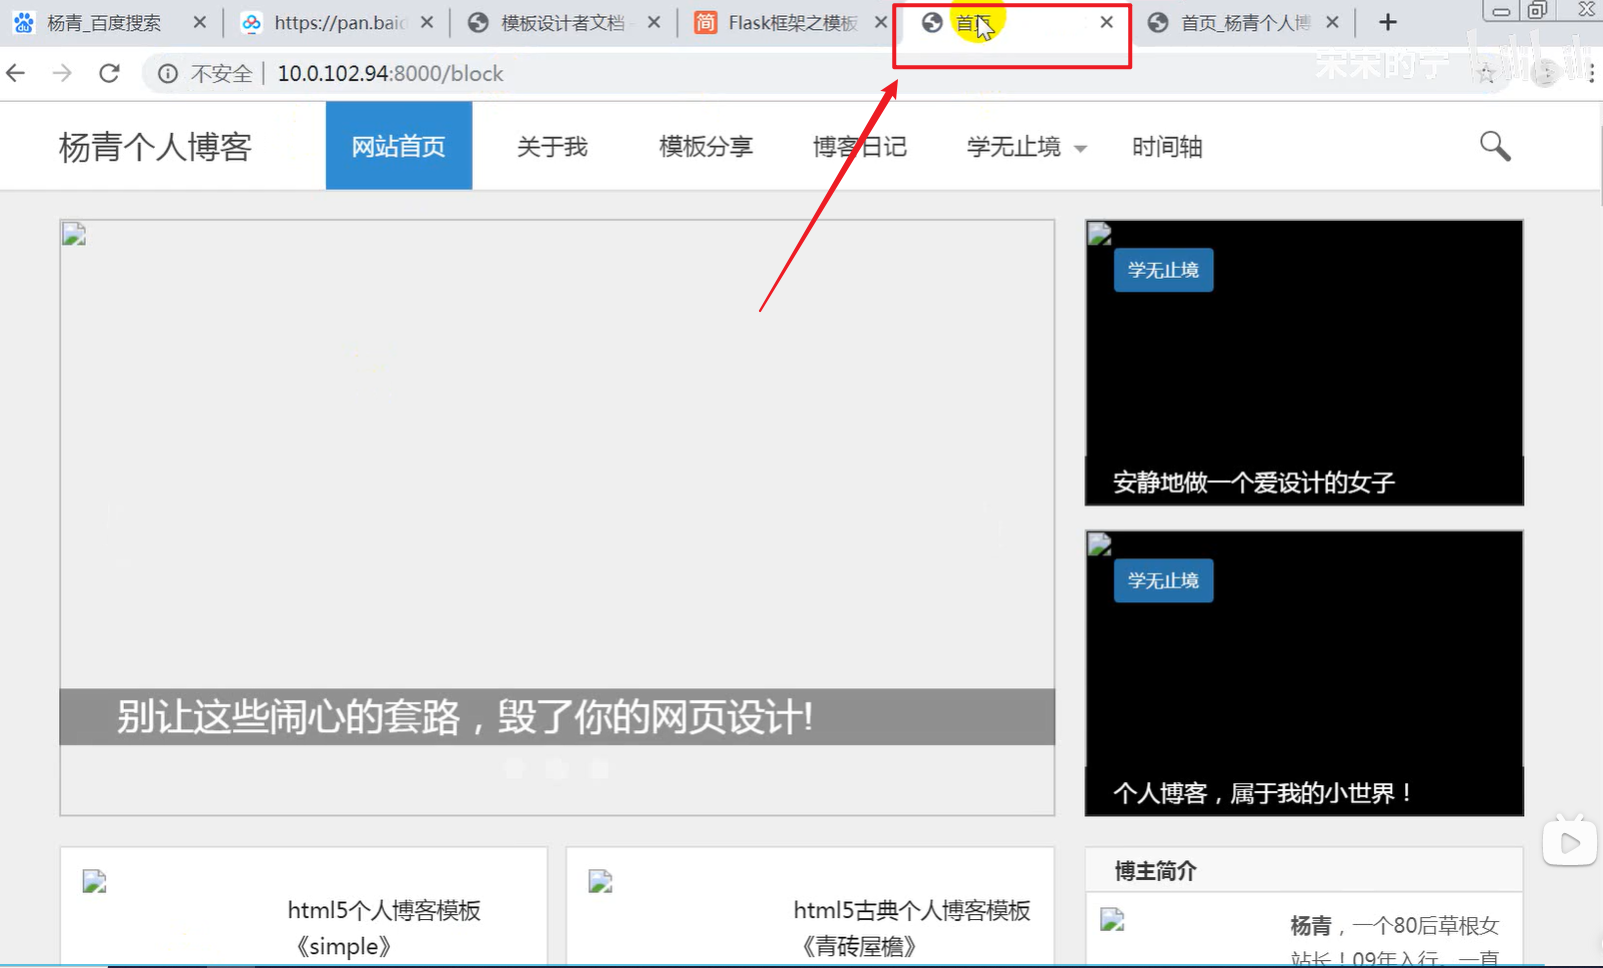 杨青_百度搜索
https://pan.baid
模板设计者文档
简 Flask框架之模板
首页
首页_杨青个人博
不安全 | 10.0.102.94:8000/block
荣荣的宁
bilibili
杨青个人博客
网站首页
关于我
模板分享
博客日记
学无止境
时间轴
学无止境
安静地做一个爱设计的女子
学无止境
个人博客，属于我的小世界！
别让这些闹心的套路，毁了你的网页设计!
html5个人博客模板
《simple》
html5古典个人博客模板
《青砖屋檐》
博主简介
杨青，一个80后草根女
站长！09年入行。一直